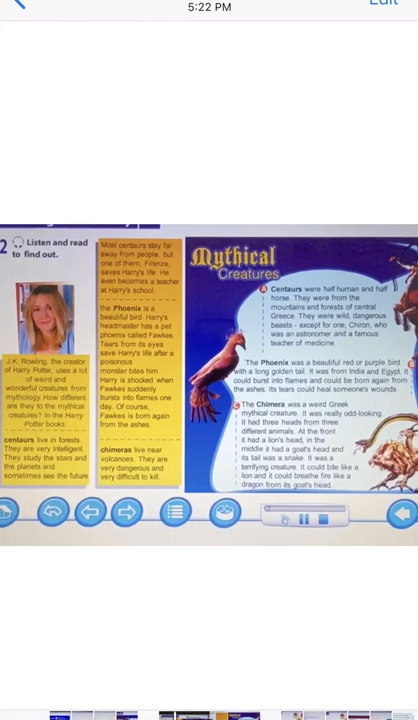 5:22 PM
Edit
2 Listen and read
to find out.
J.K. Rowling, the creator
of Harry Potter, uses a lot
of weird and
wonderful creatures from
mythology. How different
are they to the mythical
creatures? In the Harry
Potter books:
centaurs live in forests.
They are very intelligent.
They study the stars and
the planets and
sometimes see the future.
Most centaurs stay far
away from people, but
one of them, Firenze,
saves Harry's life. He
even becomes a teacher
at Harry's school.
the Phoenix is a
beautiful bird. Harry's
headmaster has a pet
phoenix called Fawkes.
Tears from its eyes
save Harry's life after a
poisonous
monster bites him.
Harry is shocked when
Fawkes suddenly
bursts into flames one
day. Of course,
Fawkes is born again
from the ashes.
chimeras live near
volcanoes. They are
very dangerous and
very difficult to kill.
Mythical
Creatures
A Centaurs were half human and half
horse. They were from the
mountains and forests of central
Greece. They were wild, dangerous
beasts - except for one, Chiron, who
was an astronomer and a famous
teacher of medicine.
The Phoenix was a beautiful red or purple bird
with a long golden tail. It was from India and Egypt. It
could burst into flames and could be born again from
the ashes. Its tears could heal someone's wounds.
C The Chimera was a weird Greek
mythical creature. It was really odd-looking.
It had three heads from three
different animals. At the front
it had a lion's head, in the
middle it had a goat's head and
its tail was a snake. It was a
terrifying creature. It could bite like a
lion and it could breathe fire like a
dragon from its goat's head.